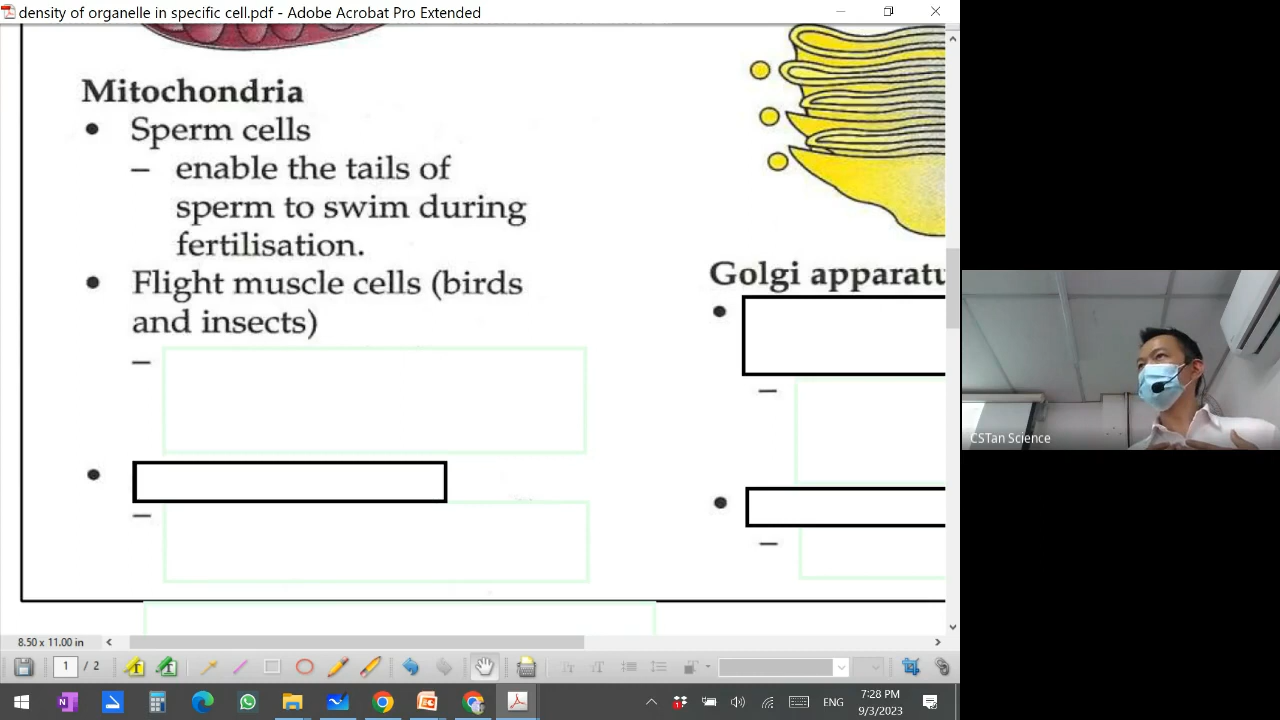 density of organelle in specific cell.pdf - Adobe Acrobat Pro Extended
Mitochondria
• Sperm cells
– enable the tails of
sperm to swim during
fertilisation.
• Flight muscle cells (birds
and insects)
–
•
–
Golgi apparatu
•
–
•
–
CSTan Science
8.50 x 11.00 in
1 / 2
ENG
7:28 PM
9/3/2023